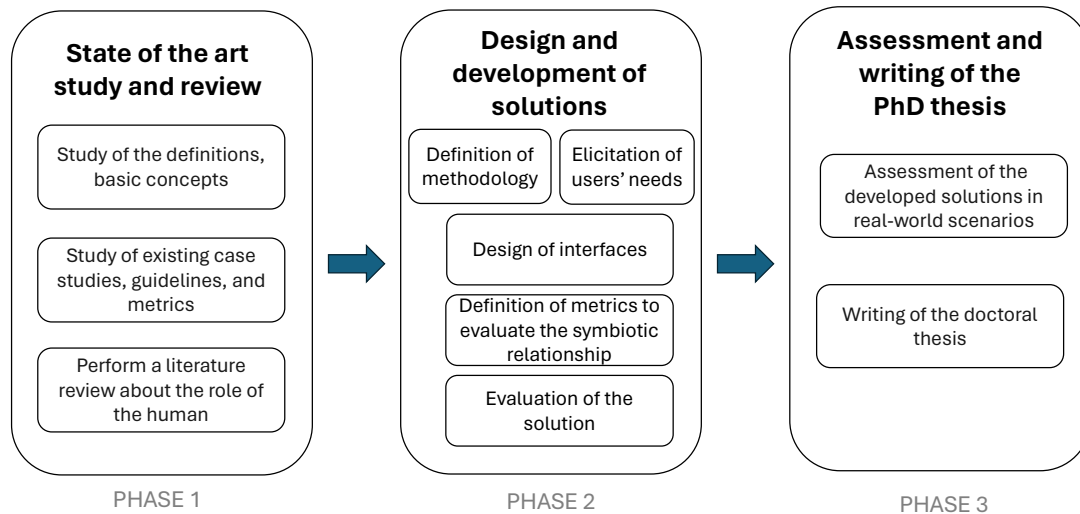 State of the art
study and review
Study of the definitions,
basic concepts
Study of existing case
studies, guidelines, and
metrics
Perform a literature
review about the role of
the human
PHASE 1
Design and
development of
solutions
Definition of
methodology
Elicitation of
users’ needs
Design of interfaces
Definition of metrics to
evaluate the symbiotic
relationship
Evaluation of the
solution
PHASE 2
Assessment and
writing of the
PhD thesis
Assessment of the
developed solutions in
real-world scenarios
Writing of the doctoral
thesis
PHASE 3